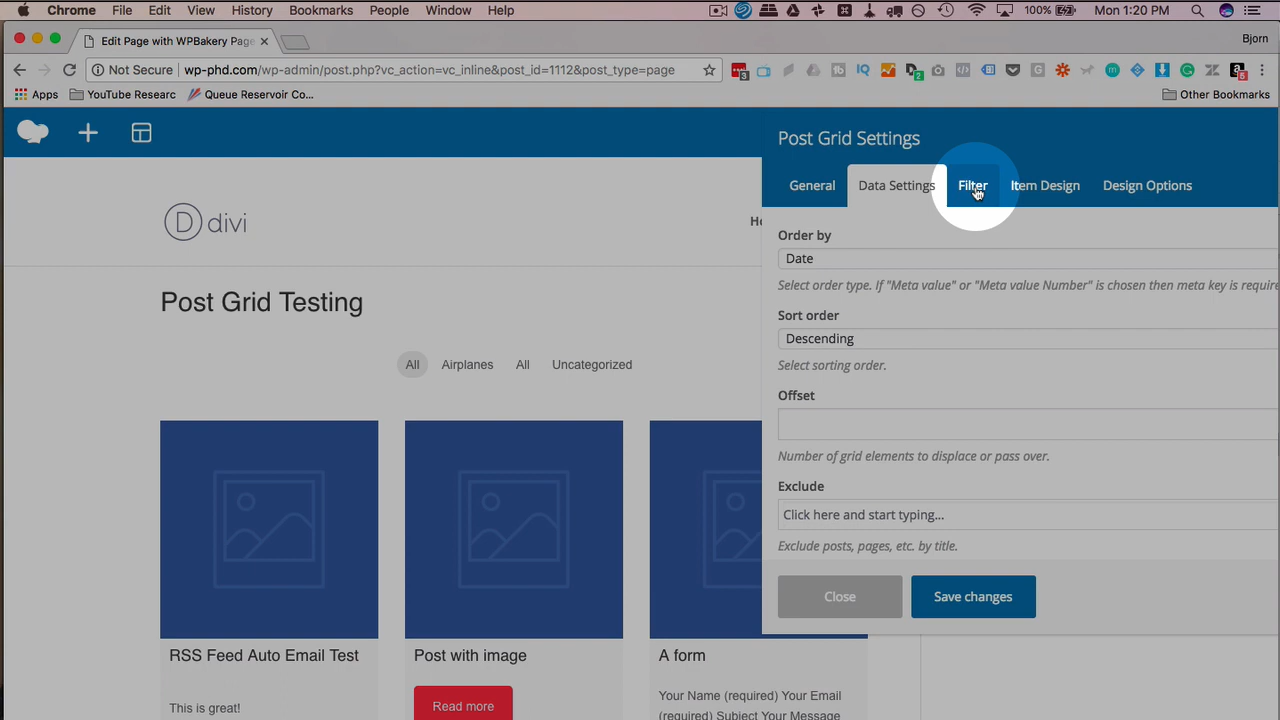 Chrome File Edit View History Bookmarks People Window Help 100% Mon 1:20 PM
Edit Page with WPBakery Page
Bjorn
Not Secure wp-phd.com/wp-admin/post.php?vc_action=vc_inline&post_id=1112&post_type=page
Apps YouTube Researc Queue Reservoir Co... Other Bookmarks
Post Grid Settings
General Data Settings Filter Item Design Design Options
D divi
Ho
Order by
Date
Select order type. If "Meta value" or "Meta value Number" is chosen then meta key is require
Sort order
Descending
Select sorting order.
Offset
Number of grid elements to displace or pass over.
Exclude
Click here and start typing...
Exclude posts, pages, etc. by title.
Close Save changes
Post Grid Testing
All Airplanes All Uncategorized
RSS Feed Auto Email Test
This is great!
Post with image
Read more
A form
Your Name (required) Your Email
(required) Subject Your Message